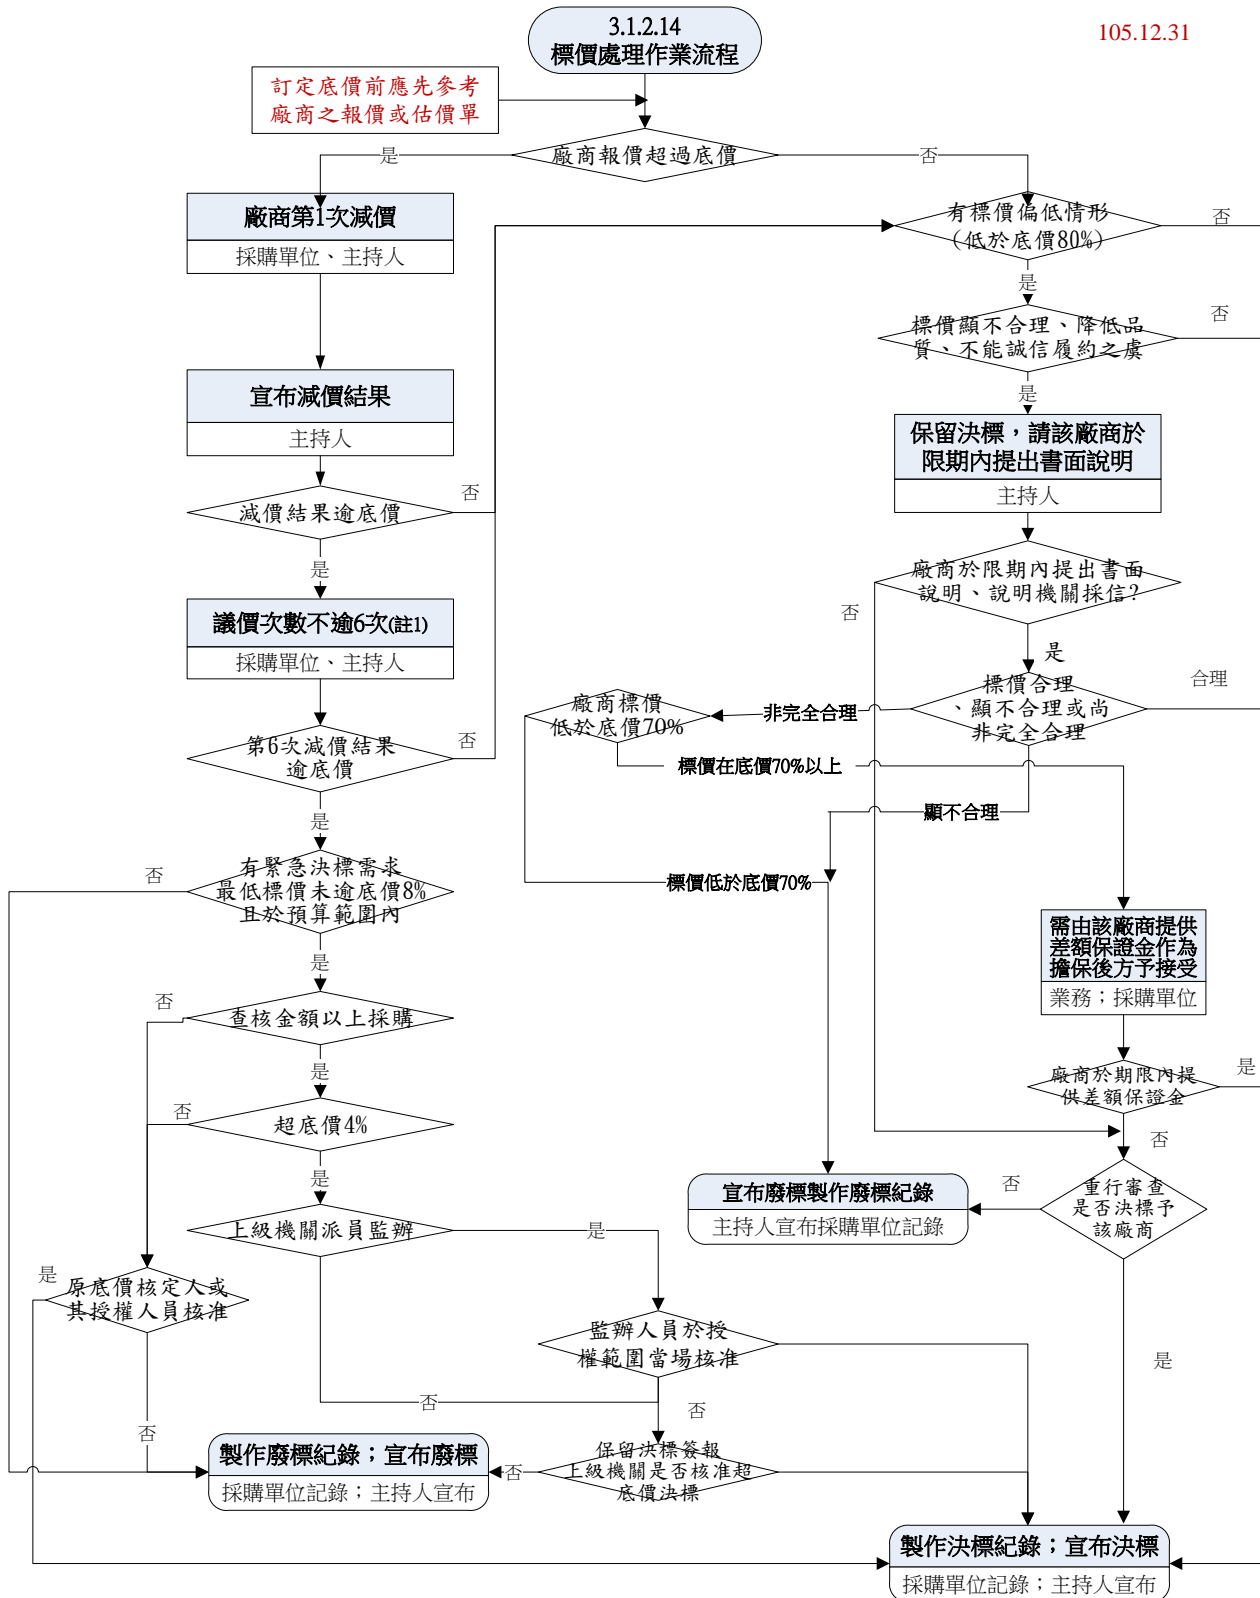 3.1.2.14
標價處理作業流程
105.12.31
訂定底價前應先參考
廠商之報價或估價單
廠商報價超過底價
是
否
廠商第1次減價
採購單位、主持人
有標價偏低情形
(低於底價80%)
否
是
標價顯不合理、降低品
質、不能誠信履約之虞
否
是
宣布減價結果
主持人
保留決標，請該廠商於
限期內提出書面說明
主持人
減價結果逾底價
否
是
廠商於限期內提出書面
說明、說明機關採信?
否
是
議價次數不逾6次(註1)
採購單位、主持人
標價合理
、顯不合理或尚
非完全合理
合理
非完全合理
廠商標價
低於底價70%
第6次減價結果
逾底價
否
是
標價在底價70%以上
顯不合理
標價低於底價70%
有緊急決標需求
最低標價未逾底價8%
且於預算範圍內
否
是
需由該廠商提供
差額保證金作為
擔保後方予接受
業務；採購單位
查核金額以上採購
否
是
廠商於期限內提
供差額保證金
是
否
超底價4%
否
是
重行審查
是否決標予
該廠商
否
是
宣布廢標製作廢標紀錄
主持人宣布採購單位記錄
上級機關派員監辦
是
否
原底價核定人或
其授權人員核准
是
否
監辦人員於授
權範圍當場核准
否
保留決標簽報
上級機關是否核准超
底價決標
否
製作廢標紀錄；宣布廢標
採購單位記錄；主持人宣布
製作決標紀錄；宣布決標
採購單位記錄；主持人宣布